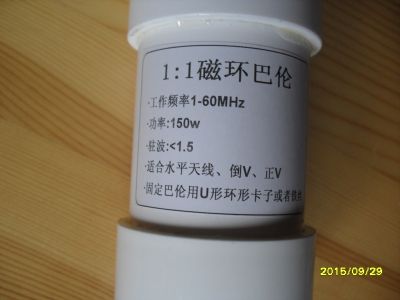 1:1磁环巴伦
·工作频率1-60MHz
·功率:150w
·驻波:<1.5
·适合水平天线、倒V、正V
·固定巴伦用U形环形卡子或者铁丝
2015/09/29